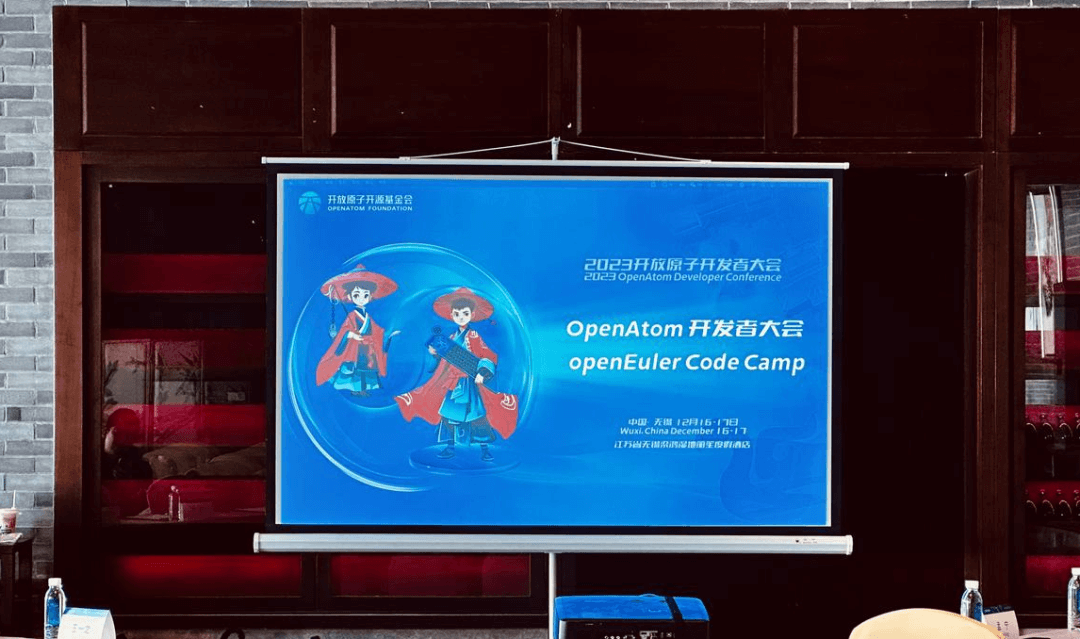 开放原子开源基金会
OPENATOM FOUNDATION
2023开放原子开发者大会
2023 OpenAtom Developer Conference
OpenAtom 开发者大会
openEuler Code Camp
中国·无锡 12月16-17日
Wuxi.China December 16-17
江苏省无锡
度假酒店